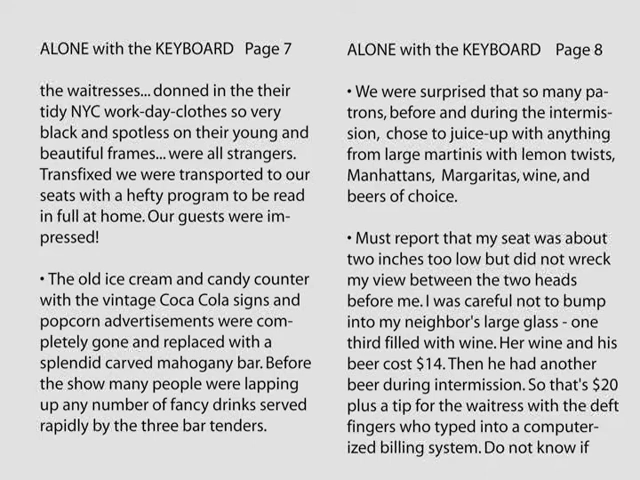 ALONE with the KEYBOARD Page 7
the waitresses... donned in the their
tidy NYC work-day-clothes so very
black and spotless on their young and
beautiful frames... were all strangers.
Transfixed we were transported to our
seats with a hefty program to be read
in full at home. Our guests were im-
pressed!
• The old ice cream and candy counter
with the vintage Coca Cola signs and
popcorn advertisements were com-
pletely gone and replaced with a
splendid carved mahogany bar. Before
the show many people were lapping
up any number of fancy drinks served
rapidly by the three bar tenders.
ALONE with the KEYBOARD Page 8
• We were surprised that so many pa-
trons, before and during the intermis-
sion, chose to juice-up with anything
from large martinis with lemon twists,
Manhattans, Margaritas, wine, and
beers of choice.
• Must report that my seat was about
two inches too low but did not wreck
my view between the two heads
before me. I was careful not to bump
into my neighbor's large glass - one
third filled with wine. Her wine and his
beer cost $14. Then he had another
beer during intermission. So that's $20
plus a tip for the waitress with the deft
fingers who typed into a computer-
ized billing system. Do not know if